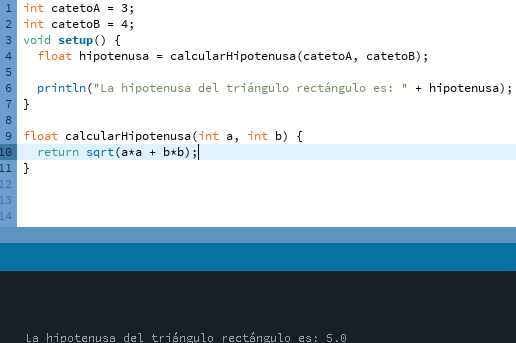 1 int catetoA = 3;
2 int catetoB = 4;
3 void setup() {
4   float hipotenusa = calcularHipotenusa(catetoA, catetoB);
5
6   println("La hipotenusa del triángulo rectángulo es: " + hipotenusa);
7 }
8
9 float calcularHipotenusa(int a, int b) {
10   return sqrt(a*a + b*b);
11 }
12
13
14
La hipotenusa del triángulo rectángulo es: 5.0